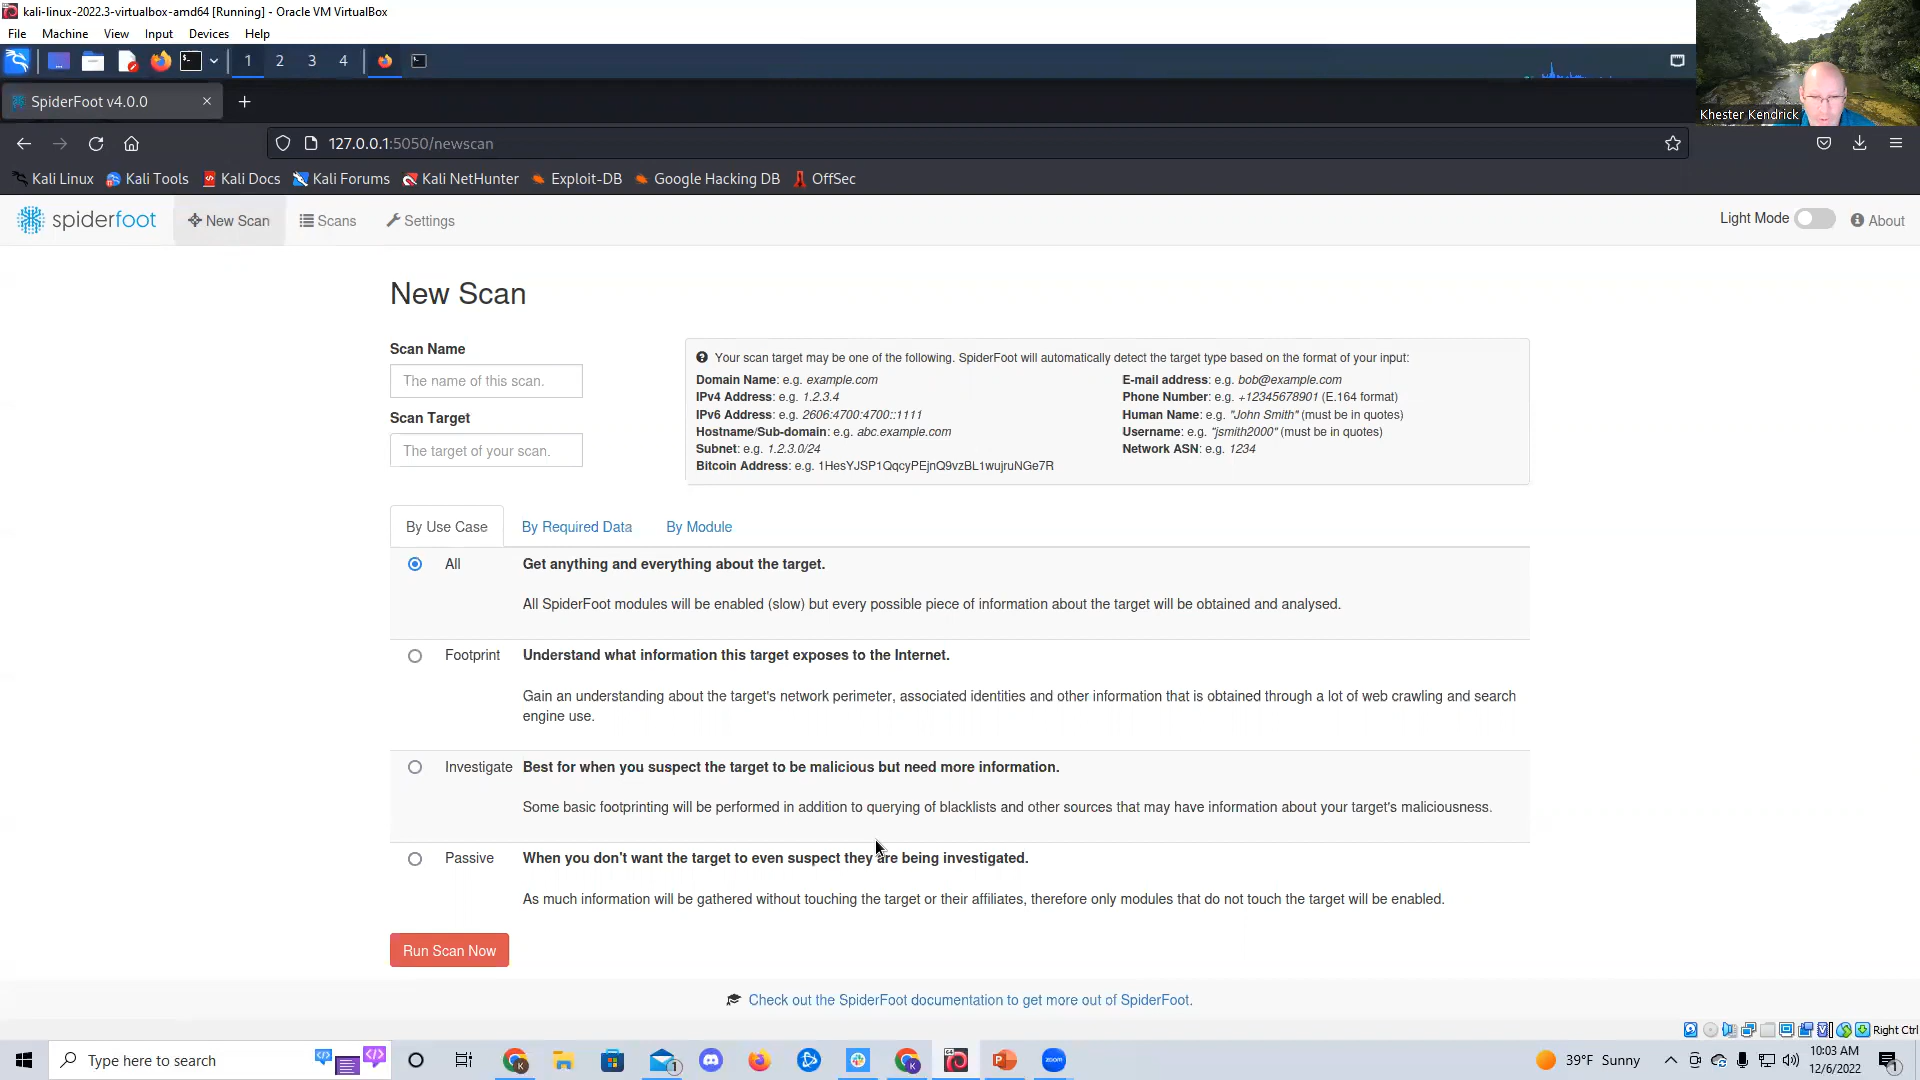 kali-linux-2022.3-virtualbox-amd64 [Running] - Oracle VM VirtualBox
File Machine View Input Devices Help
1 2 3 4
SpiderFoot v4.0.0
Khester Kendrick
127.0.0.1:5050/newscan
Kali Linux Kali Tools Kali Docs Kali Forums Kali NetHunter Exploit-DB Google Hacking DB OffSec
spiderfoot New Scan Scans Settings Light Mode About
New Scan
Scan Name
The name of this scan.
Scan Target
The target of your scan.
Your scan target may be one of the following. SpiderFoot will automatically detect the target type based on the format of your input:
Domain Name: e.g. example.com
IPv4 Address: e.g. 1.2.3.4
IPv6 Address: e.g. 2606:4700:4700::1111
Hostname/Sub-domain: e.g. abc.example.com
Subnet: e.g. 1.2.3.0/24
Bitcoin Address: e.g. 1HesYJSP1QqcyPEjnQ9vzBL1wujruNGe7R
E-mail address: e.g. bob@example.com
Phone Number: e.g. +12345678901 (E.164 format)
Human Name: e.g. "John Smith" (must be in quotes)
Username: e.g. "jsmith2000" (must be in quotes)
Network ASN: e.g. 1234
By Use Case By Required Data By Module
All Get anything and everything about the target.
All SpiderFoot modules will be enabled (slow) but every possible piece of information about the target will be obtained and analysed.
Footprint Understand what information this target exposes to the Internet.
Gain an understanding about the target's network perimeter, associated identities and other information that is obtained through a lot of web crawling and search
engine use.
Investigate Best for when you suspect the target to be malicious but need more information.
Some basic footprinting will be performed in addition to querying of blacklists and other sources that may have information about your target's maliciousness.
Passive When you don't want the target to even suspect they are being investigated.
As much information will be gathered without touching the target or their affiliates, therefore only modules that do not touch the target will be enabled.
Run Scan Now
Check out the SpiderFoot documentation to get more out of SpiderFoot.
Right Ctrl
Type here to search
39°F Sunny
10:03 AM
12/6/2022